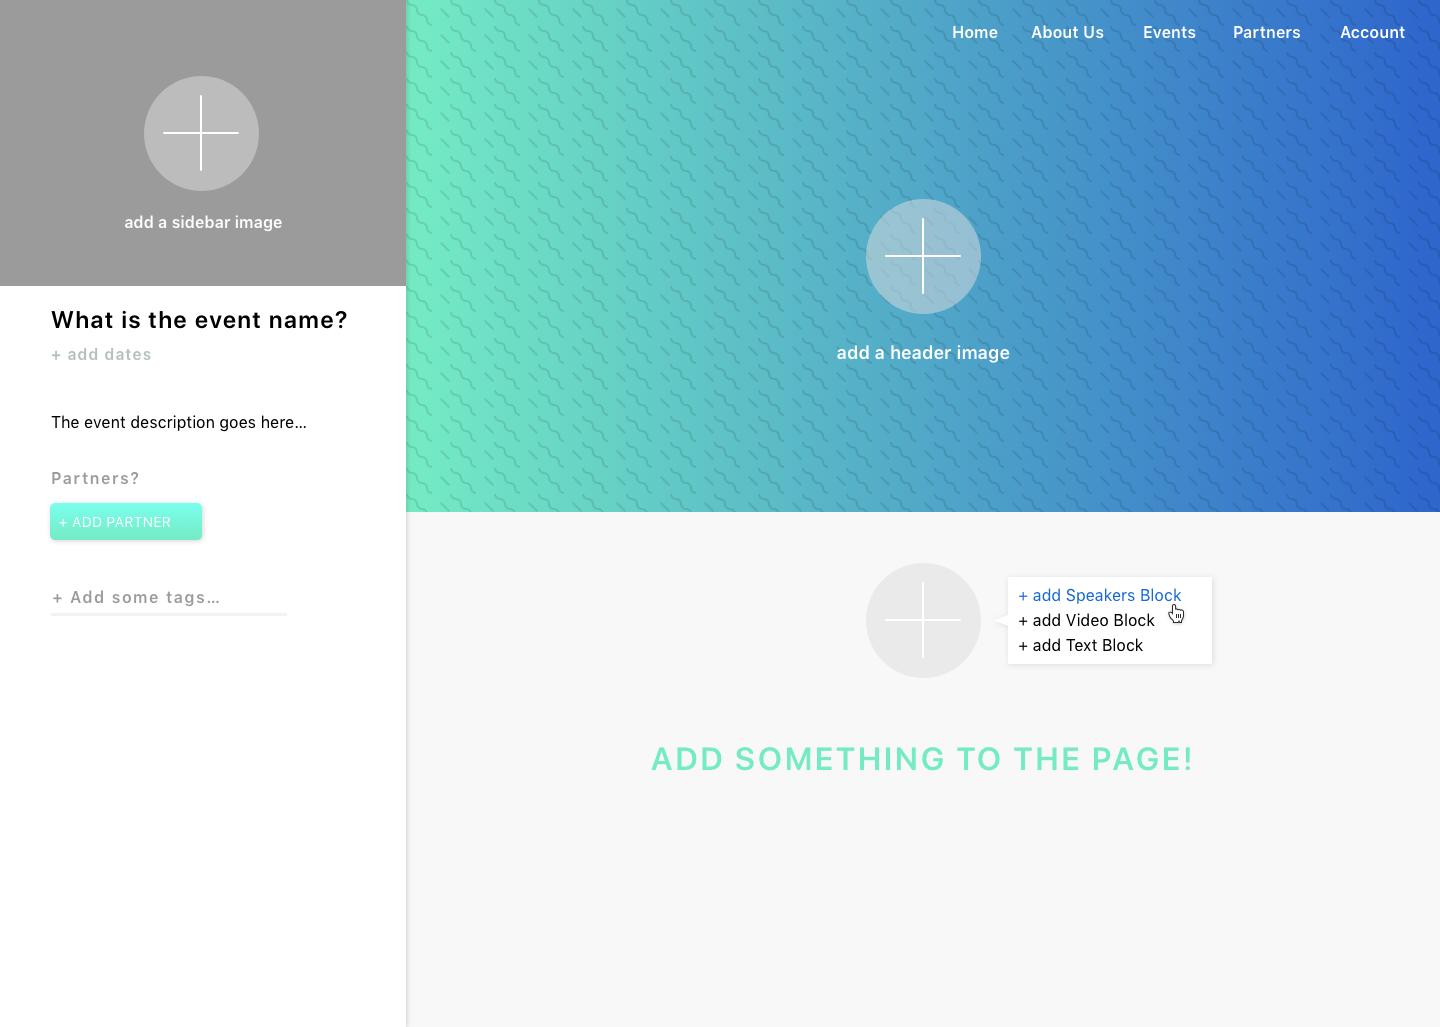 Home About Us Events Partners Account
add a sidebar image
What is the event name?
+ add dates
The event description goes here...
Partners?
+ ADD PARTNER
+ Add some tags...
add a header image
+ add Speakers Block
+ add Video Block
+ add Text Block
ADD SOMETHING TO THE PAGE!